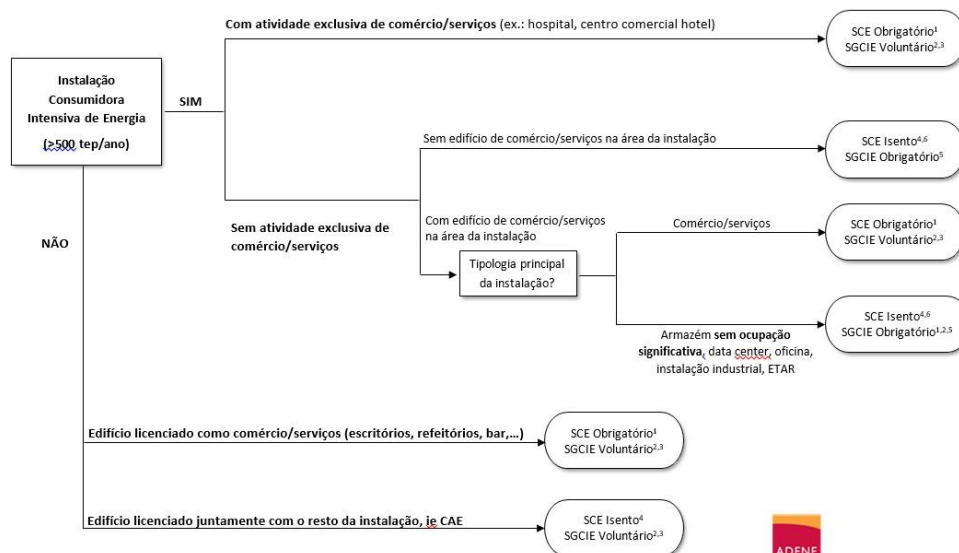 Com atividade exclusiva de comércio/serviços (ex.: hospital, centro comercial hotel)
SCE Obrigatório¹
SGCIE Voluntário²,³
Instalação
Consumidora
Intensiva de Energia
(>500 tep/ano)
SIM
Sem edifício de comércio/serviços na área da instalação
SCE Isento⁴,⁶
SGCIE Obrigatório⁵
Sem atividade exclusiva de
comércio/serviços
NÃO
Com edifício de comércio/serviços
na área da instalação
Tipologia principal
da instalação?
Comércio/serviços
SCE Obrigatório¹
SGCIE Voluntário²,³
Armazém sem ocupação
significativa, data center, oficina,
instalação industrial, ETAR
SCE Isento⁴,⁶
SGCIE Obrigatório¹,²,⁵
Edifício licenciado como comércio/serviços (escritórios, refeitórios, bar,...)
SCE Obrigatório¹
SGCIE Voluntário²,³
Edifício licenciado juntamente com o resto da instalação, ie CAE
SCE Isento⁴
SGCIE Voluntário²,³
ADENE